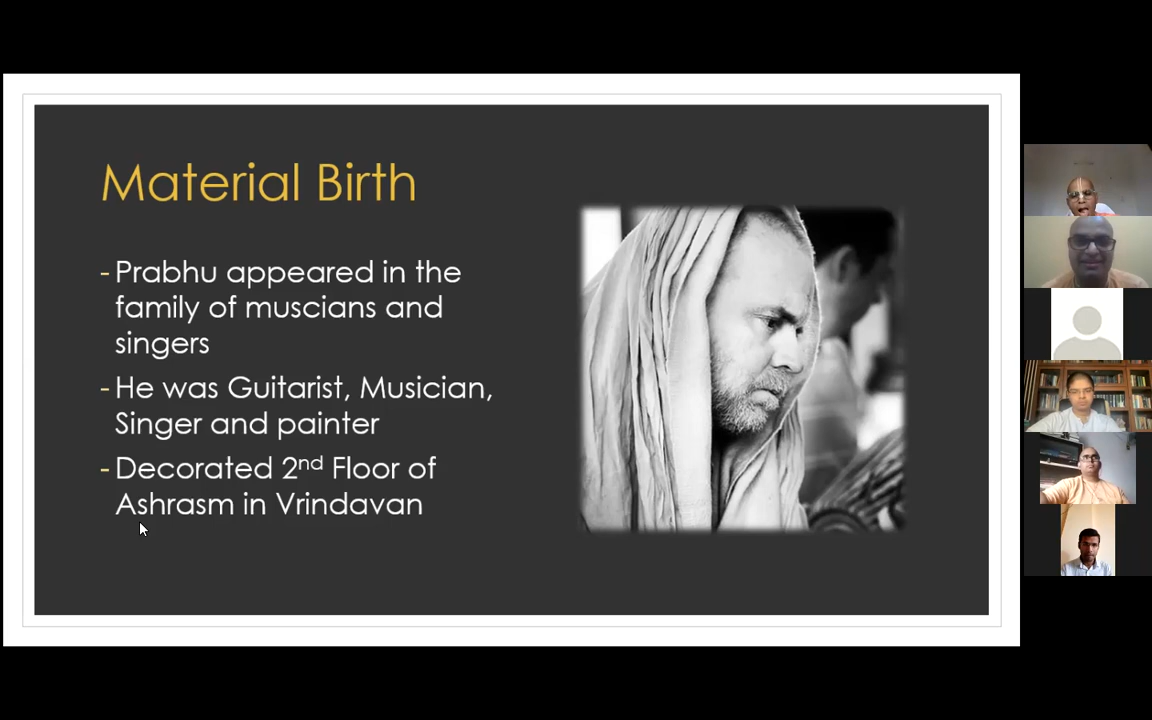 Material Birth
- Prabhu appeared in the
family of muscians and
singers
- He was Guitarist, Musician,
Singer and painter
- Decorated 2nd Floor of
Ashrasm in Vrindavan